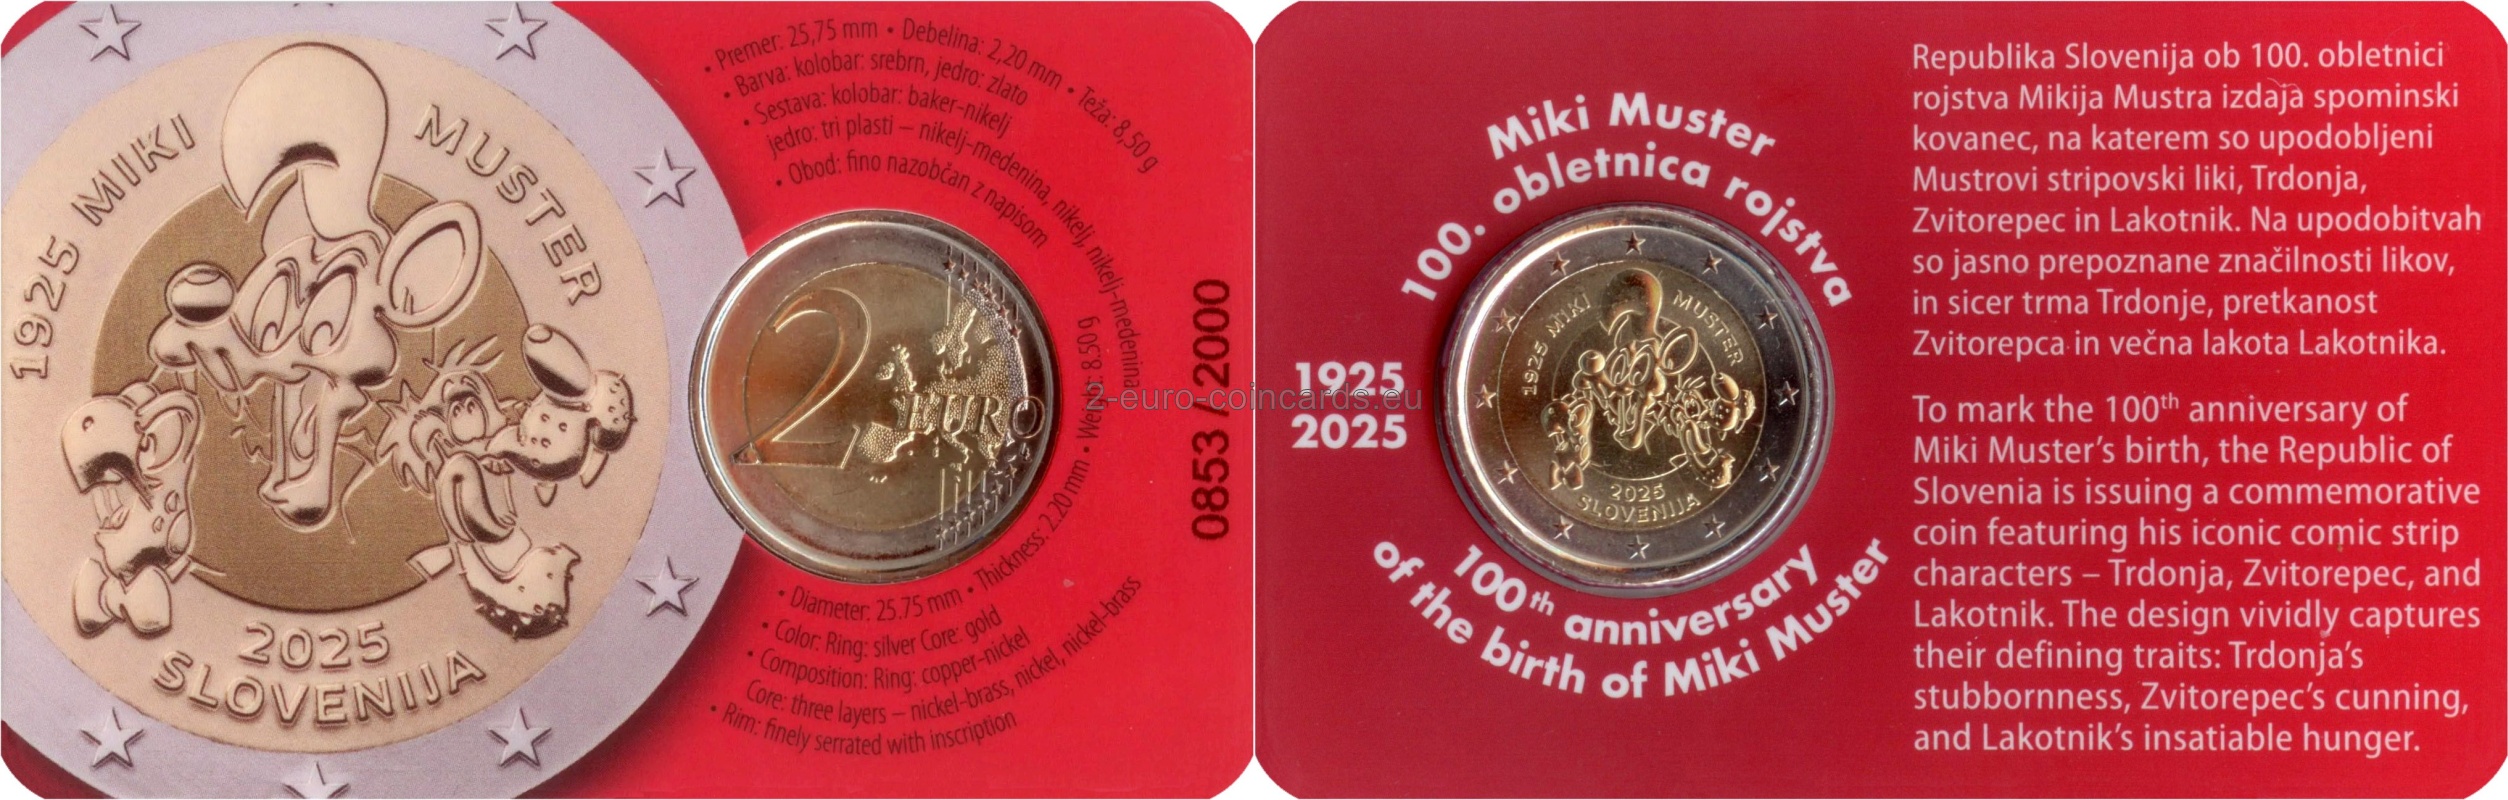 1925 MIKI MUSTER
2025
SLOVENIJA
• Premer: 25,75 mm • Debelina: 2,20 mm • Teža: 8,50 g
• Barva: kolobar: srebrn, jedro: zlato
• Sestava: kolobar: baker-nikelj
jedro: tri plasti – nikelj-medenina, nikelj, nikelj-medenina
• Obod: fino nazobčan z napisom
2 EURO
• Diameter: 25.75 mm • Thickness: 2.20 mm • Weight: 8.50 g
• Color: Ring: silver Core: gold
• Composition: Ring: copper-nickel
Core: three layers – nickel-brass, nickel, nickel-brass
• Rim: finely serrated with inscription
0853 / 2000
2-euro-coincards.eu
Miki Muster
100. obletnica rojstva
1925
2025
1925 MIKI MUSTER
2025
SLOVENIJA
100th anniversary
of the birth of Miki Muster
Republika Slovenija ob 100. obletnici
rojstva Mikija Mustra izdaja spominski
kovanec, na katerem so upodobljeni
Mustrovi stripovski liki, Trdonja,
Zvitorepec in Lakotnik. Na upodobitvah
so jasno prepoznane značilnosti likov,
in sicer trma Trdonje, pretkanost
Zvitorepca in večna lakota Lakotnika.
To mark the 100th anniversary of
Miki Muster’s birth, the Republic of
Slovenia is issuing a commemorative
coin featuring his iconic comic strip
characters – Trdonja, Zvitorepec, and
Lakotnik. The design vividly captures
their defining traits: Trdonja’s
stubbornness, Zvitorepec’s cunning,
and Lakotnik’s insatiable hunger.